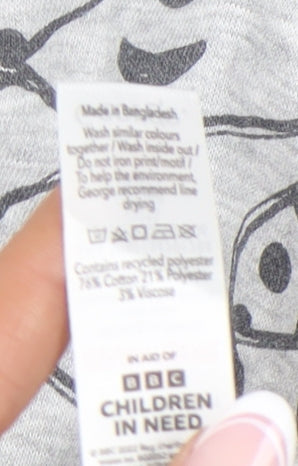 Made in Bangladesh
Wash similar colours
together / Wash inside out /
Do not iron print/motif /
To help the environment,
George recommend line
drying
Contains recycled polyester
76% Cotton 21% Polyester
3% Viscose
IN AID OF
BBC
CHILDREN
IN NEED
© BBC